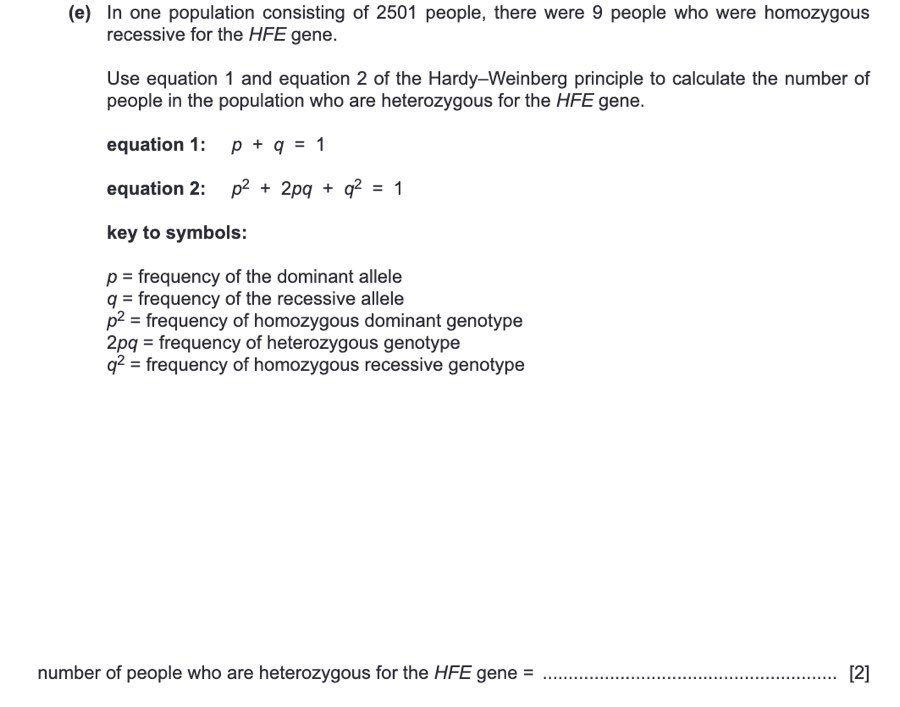 (e) In one population consisting of 2501 people, there were 9 people who were homozygous
recessive for the HFE gene.
Use equation 1 and equation 2 of the Hardy–Weinberg principle to calculate the number of
people in the population who are heterozygous for the HFE gene.
equation 1: p + q = 1
equation 2: p² + 2pq + q² = 1
key to symbols:
p = frequency of the dominant allele
q = frequency of the recessive allele
p² = frequency of homozygous dominant genotype
2pq = frequency of heterozygous genotype
q² = frequency of homozygous recessive genotype
number of people who are heterozygous for the HFE gene = .......................................................... [2]